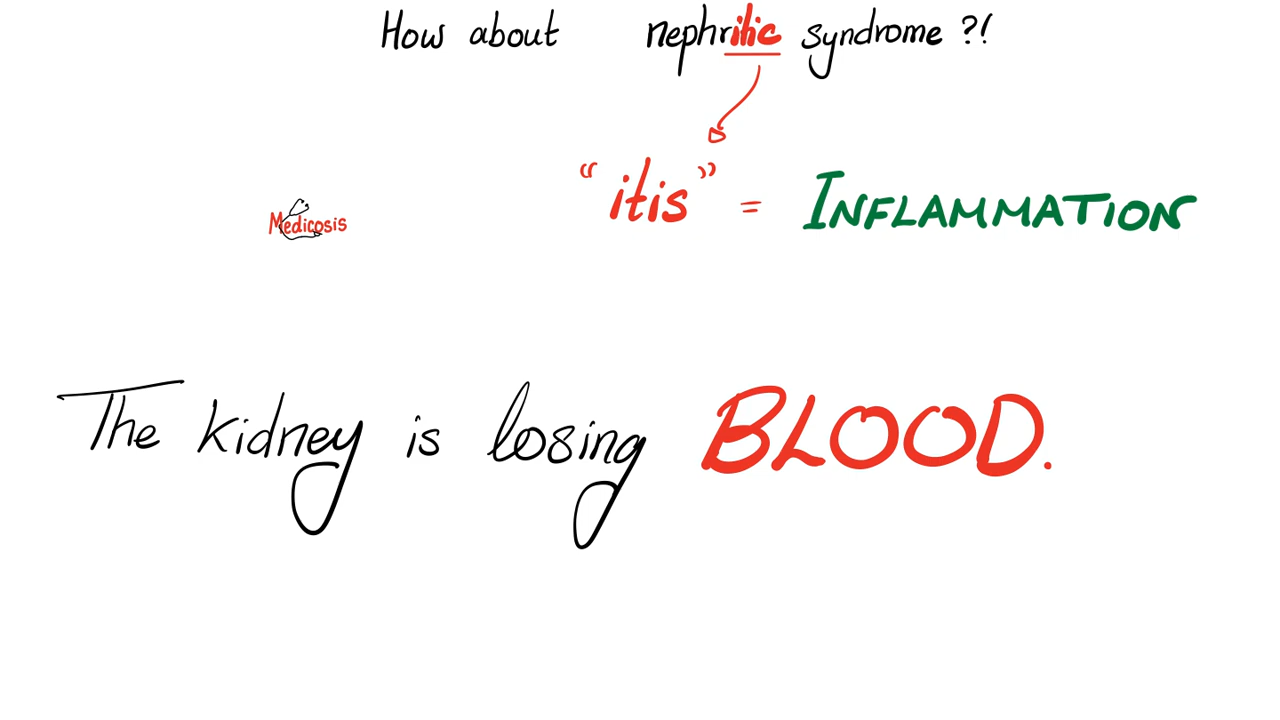 How about nephritic syndrome ?!
"itis" = INFLAMMATION
Medicosis
The kidney is losing BLOOD.